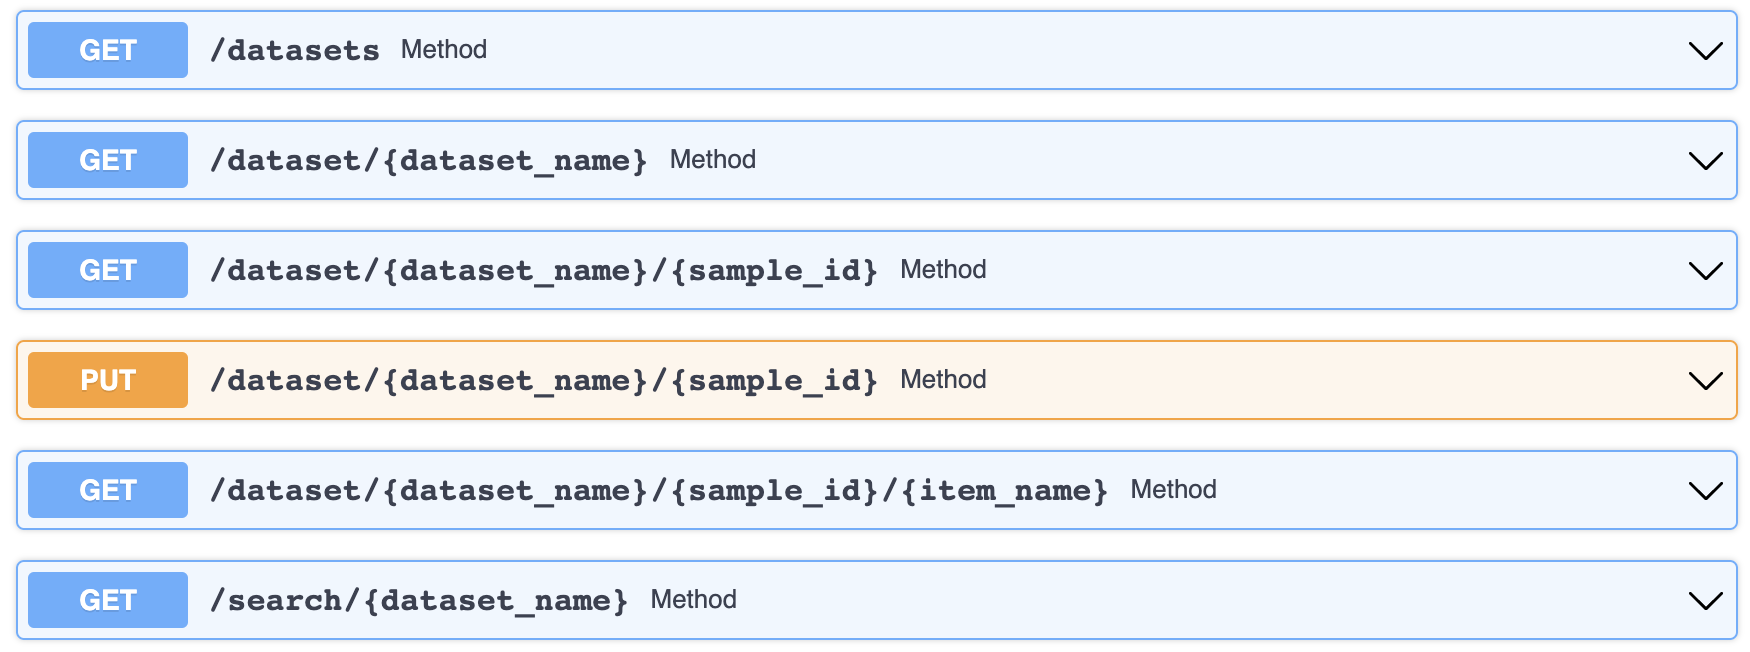 GET /datasets Method
GET /dataset/{dataset_name} Method
GET /dataset/{dataset_name}/{sample_id} Method
PUT /dataset/{dataset_name}/{sample_id} Method
GET /dataset/{dataset_name}/{sample_id}/{item_name} Method
GET /search/{dataset_name} Method